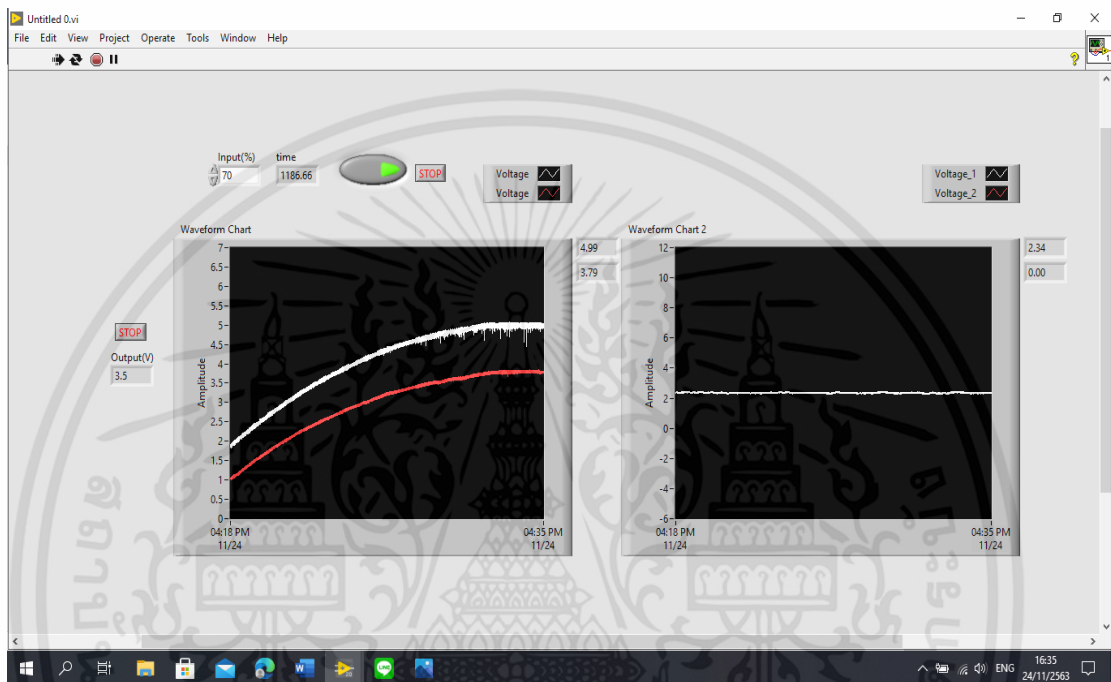 Untitled 0.vi
File Edit View Project Operate Tools Window Help
Input(%)
70
time
1186.66
STOP
Voltage
Voltage
Voltage_1
Voltage_2
STOP
Output(V)
3.5
Waveform Chart
Amplitude
7
6.5
6
5.5
5
4.5
4
3.5
3
2.5
2
1.5
1
0.5
0
04:18 PM
11/24
04:35 PM
11/24
4.99
3.79
Waveform Chart 2
Amplitude
12
10
8
6
4
2
0
-2
-4
-6
04:18 PM
11/24
04:35 PM
11/24
2.34
0.00
ENG
16:35
24/11/2563